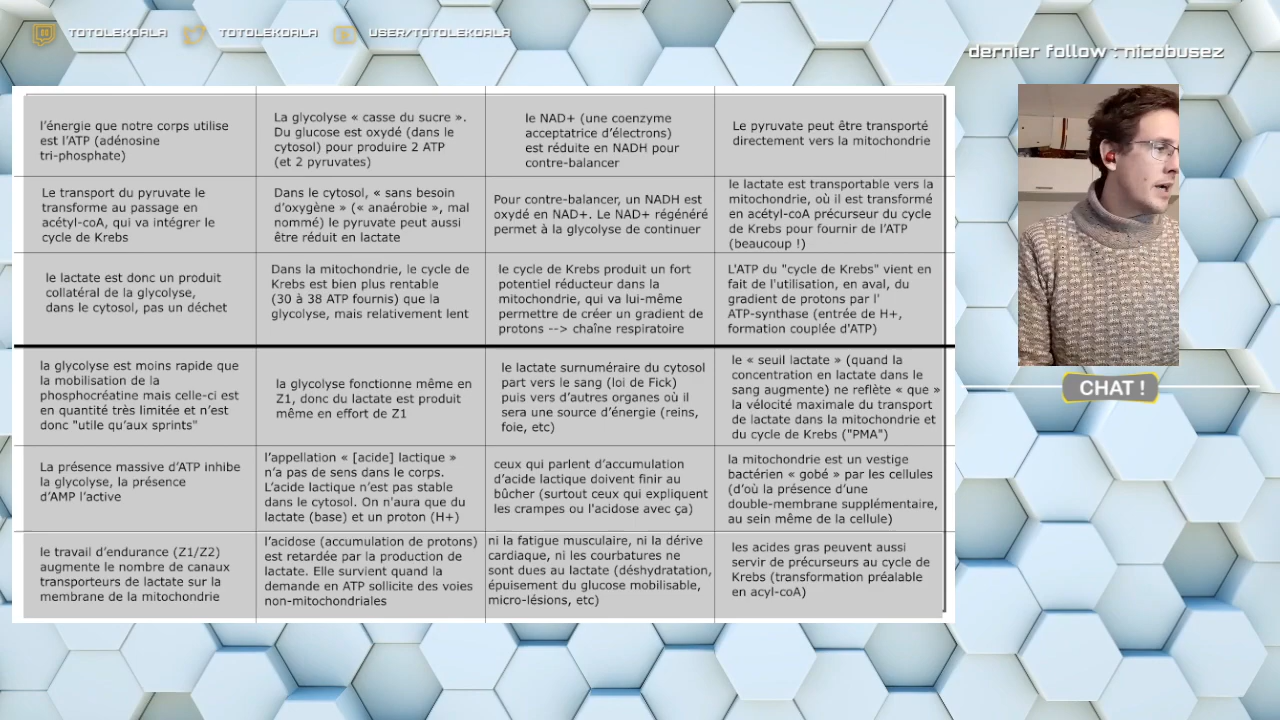 TOTOLEKOALA
TOTOLEKOALA
USER/TOTOLEKOALA
dernier follow : nicobusez
l’énergie que notre corps utilise
est l’ATP (adénosine
tri-phosphate)
La glycolyse « casse du sucre ».
Du glucose est oxydé (dans le
cytosol) pour produire 2 ATP
(et 2 pyruvates)
le NAD+ (une coenzyme
acceptatrice d’électrons)
est réduite en NADH pour
contre-balancer
Le pyruvate peut être transporté
directement vers la mitochondrie
Le transport du pyruvate le
transforme au passage en
acétyl-coA, qui va intégrer le
cycle de Krebs
Dans le cytosol, « sans besoin
d’oxygène » (« anaérobie », mal
nommé) le pyruvate peut aussi
être réduit en lactate
Pour contre-balancer, un NADH est
oxydé en NAD+. Le NAD+ régénéré
permet à la glycolyse de continuer
le lactate est transportable vers la
mitochondrie, où il est transformé
en acétyl-coA précurseur du cycle
de Krebs pour fournir de l’ATP
(beaucoup !)
le lactate est donc un produit
collatéral de la glycolyse,
dans le cytosol, pas un déchet
Dans la mitochondrie, le cycle de
Krebs est bien plus rentable
(30 à 38 ATP fournis) que la
glycolyse, mais relativement lent
le cycle de Krebs produit un fort
potentiel réducteur dans la
mitochondrie, qui va lui-même
permettre de créer un gradient de
protons --> chaîne respiratoire
L'ATP du "cycle de Krebs" vient en
fait de l'utilisation, en aval, du
gradient de protons par l'
ATP-synthase (entrée de H+,
formation couplée d'ATP)
la glycolyse est moins rapide que
la mobilisation de la
phosphocréatine mais celle-ci est
en quantité très limitée et n’est
donc "utile qu’aux sprints"
la glycolyse fonctionne même en
Z1, donc du lactate est produit
même en effort de Z1
le lactate surnuméraire du cytosol
part vers le sang (loi de Fick)
puis vers d’autres organes où il
sera une source d’énergie (reins,
foie, etc)
le « seuil lactate » (quand la
concentration en lactate dans le
sang augmente) ne reflète « que »
la vélocité maximale du transport
de lactate dans la mitochondrie et
du cycle de Krebs ("PMA")
La présence massive d’ATP inhibe
la glycolyse, la présence
d’AMP l’active
l’appellation « [acide] lactique »
n’a pas de sens dans le corps.
L’acide lactique n’est pas stable
dans le cytosol. On n'aura que du
lactate (base) et un proton (H+)
ceux qui parlent d’accumulation
d’acide lactique doivent finir au
bûcher (surtout ceux qui expliquent
les crampes ou l'acidose avec ça)
la mitochondrie est un vestige
bactérien « gobé » par les cellules
(d’où la présence d’une
double-membrane supplémentaire,
au sein même de la cellule)
le travail d’endurance (Z1/Z2)
augmente le nombre de canaux
transporteurs de lactate sur la
membrane de la mitochondrie
l’acidose (accumulation de protons)
est retardée par la production de
lactate. Elle survient quand la
demande en ATP sollicite des voies
non-mitochondriales
ni la fatigue musculaire, ni la dérive
cardiaque, ni les courbatures ne
sont dues au lactate (déshydratation,
épuisement du glucose mobilisable,
micro-lésions, etc)
les acides gras peuvent aussi
servir de précurseurs au cycle de
Krebs (transformation préalable
en acyl-coA)
CHAT !